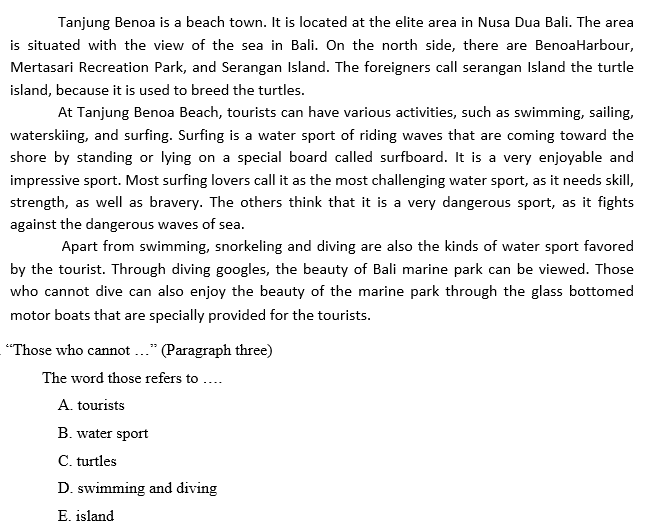 Tanjung Benoa is a beach town. It is located at the elite area in Nusa Dua Bali. The area
is situated with the view of the sea in Bali. On the north side, there are BenoaHarbour,
Mertasari Recreation Park, and Serangan Island. The foreigners call serangan Island the turtle
island, because it is used to breed the turtles.
At Tanjung Benoa Beach, tourists can have various activities, such as swimming, sailing,
waterskiing, and surfing. Surfing is a water sport of riding waves that are coming toward the
shore by standing or lying on a special board called surfboard. It is a very enjoyable and
impressive sport. Most surfing lovers call it as the most challenging water sport, as it needs skill,
strength, as well as bravery. The others think that it is a very dangerous sport, as it fights
against the dangerous waves of sea.
Apart from swimming, snorkeling and diving are also the kinds of water sport favored
by the tourist. Through diving googles, the beauty of Bali marine park can be viewed. Those
who cannot dive can also enjoy the beauty of the marine park through the glass bottomed
motor boats that are specially provided for the tourists.
“Those who cannot …” (Paragraph three)
The word those refers to ….
A. tourists
B. water sport
C. turtles
D. swimming and diving
E. island